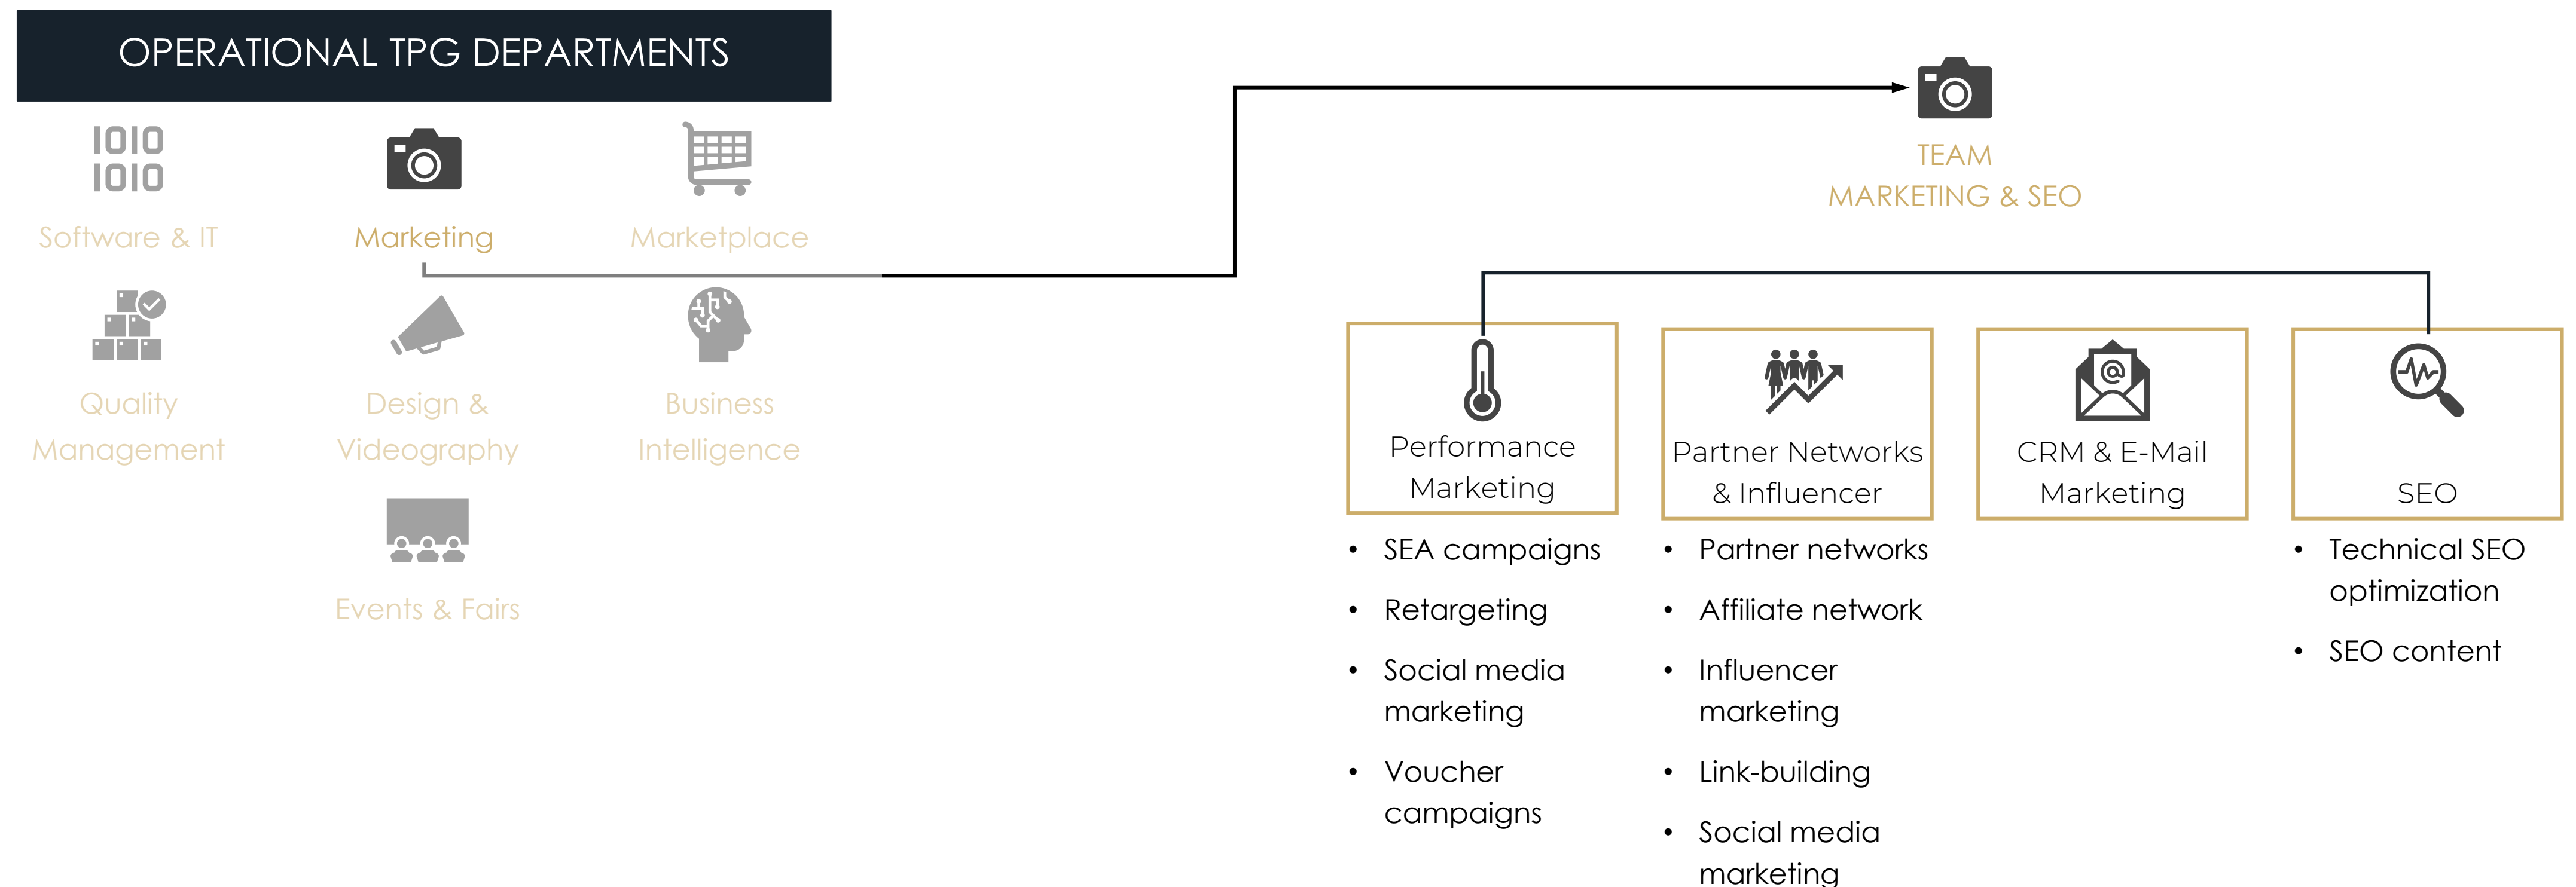 OPERATIONAL TPG DEPARTMENTS
1010
1010
Software & IT
Marketing
Marketplace
Quality
Management
Design &
Videography
Business
Intelligence
Events & Fairs
TEAM
MARKETING & SEO
Performance
Marketing
• SEA campaigns
• Retargeting
• Social media
marketing
• Voucher
campaigns
Partner Networks
& Influencer
• Partner networks
• Affiliate network
• Influencer
marketing
• Link-building
• Social media
marketing
@
CRM & E-Mail
Marketing
SEO
• Technical SEO
optimization
• SEO content